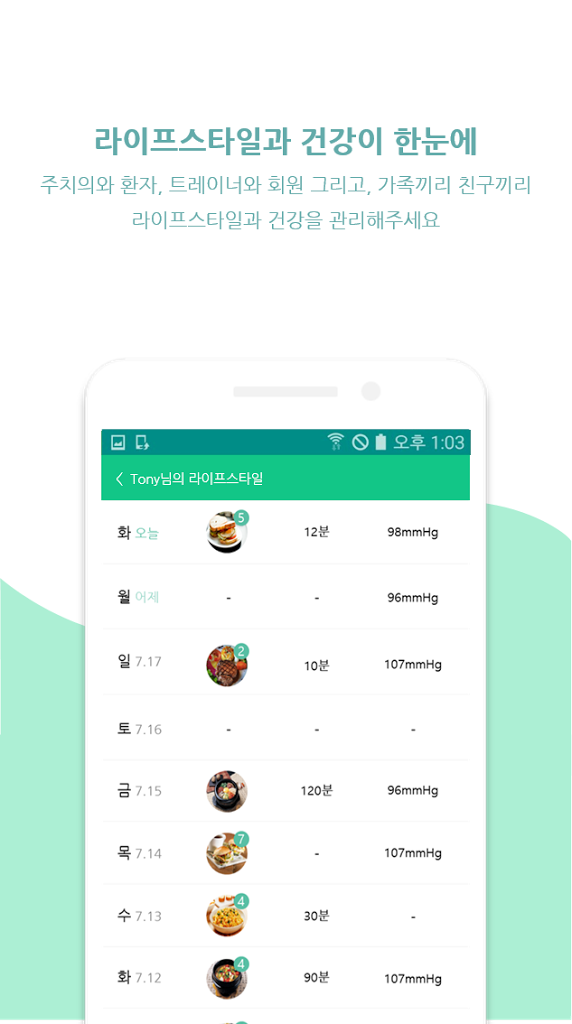 라이프스타일과 건강이 한눈에
주치의와 환자, 트레이너와 회원 그리고, 가족끼리 친구끼리
라이프스타일과 건강을 관리해주세요
오후 1:03
Tony님의 라이프스타일
화 오늘 5 12분 98mmHg
월 어제 - - 96mmHg
일 7.17 2 10분 107mmHg
토 7.16 - - -
금 7.15 120분 96mmHg
목 7.14 7 - 107mmHg
수 7.13 4 30분 -
화 7.12 4 90분 107mmHg